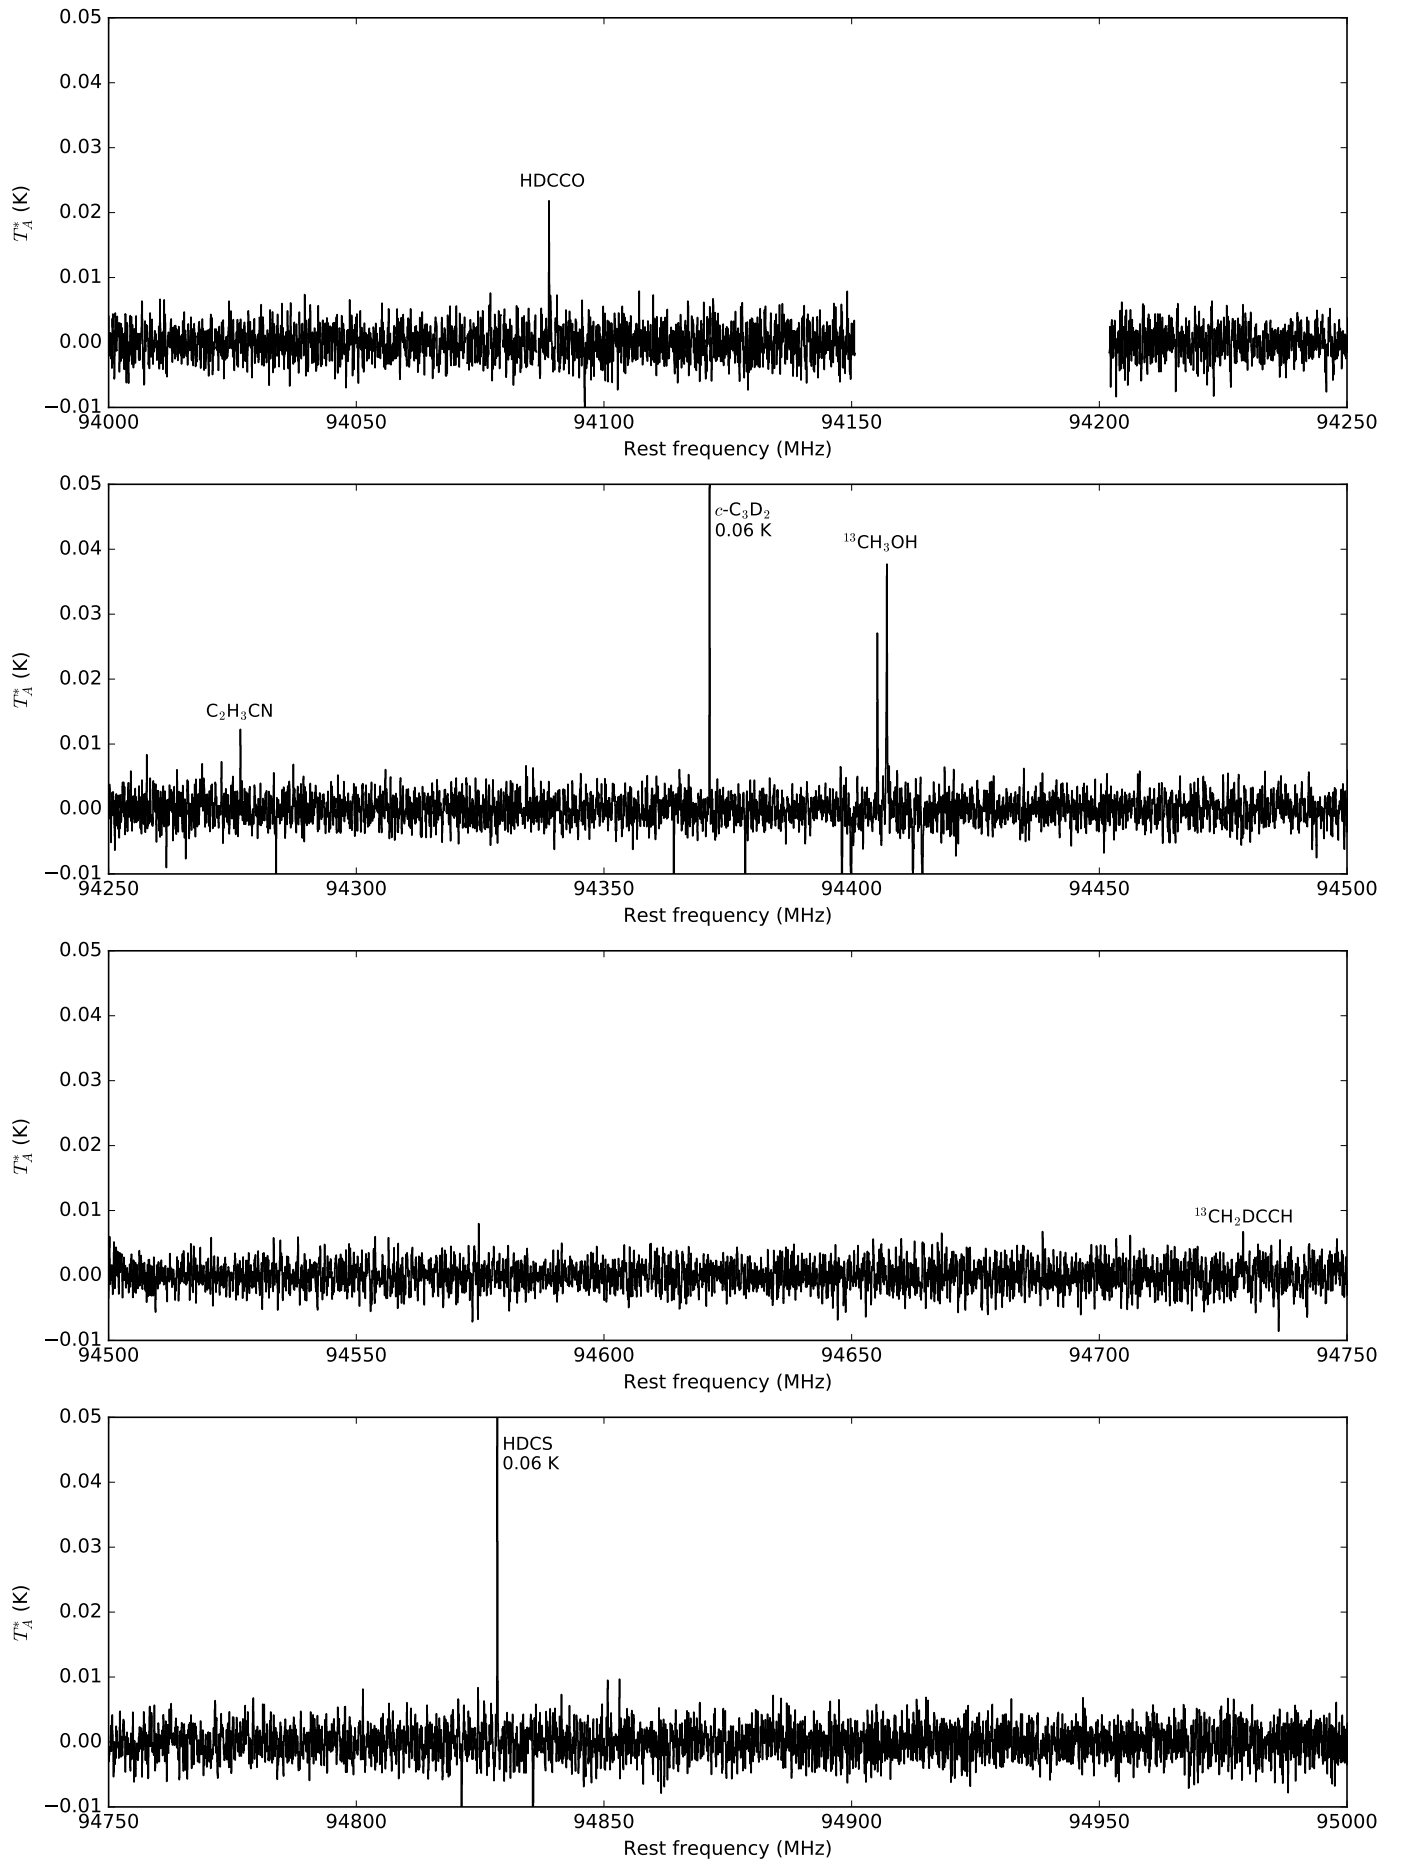 0.05
0.04
0.03
0.02
0.01
0.00
−0.01
T*A (K)
HDCCO
94000 94050 94100 94150 94200 94250
Rest frequency (MHz)
0.05
0.04
0.03
0.02
0.01
0.00
−0.01
T*A (K)
c-C₃D₂
0.06 K
¹³CH₃OH
C₂H₃CN
94250 94300 94350 94400 94450 94500
Rest frequency (MHz)
0.05
0.04
0.03
0.02
0.01
0.00
−0.01
T*A (K)
¹³CH₂DCCH
94500 94550 94600 94650 94700 94750
Rest frequency (MHz)
0.05
0.04
0.03
0.02
0.01
0.00
−0.01
T*A (K)
HDCS
0.06 K
94750 94800 94850 94900 94950 95000
Rest frequency (MHz)